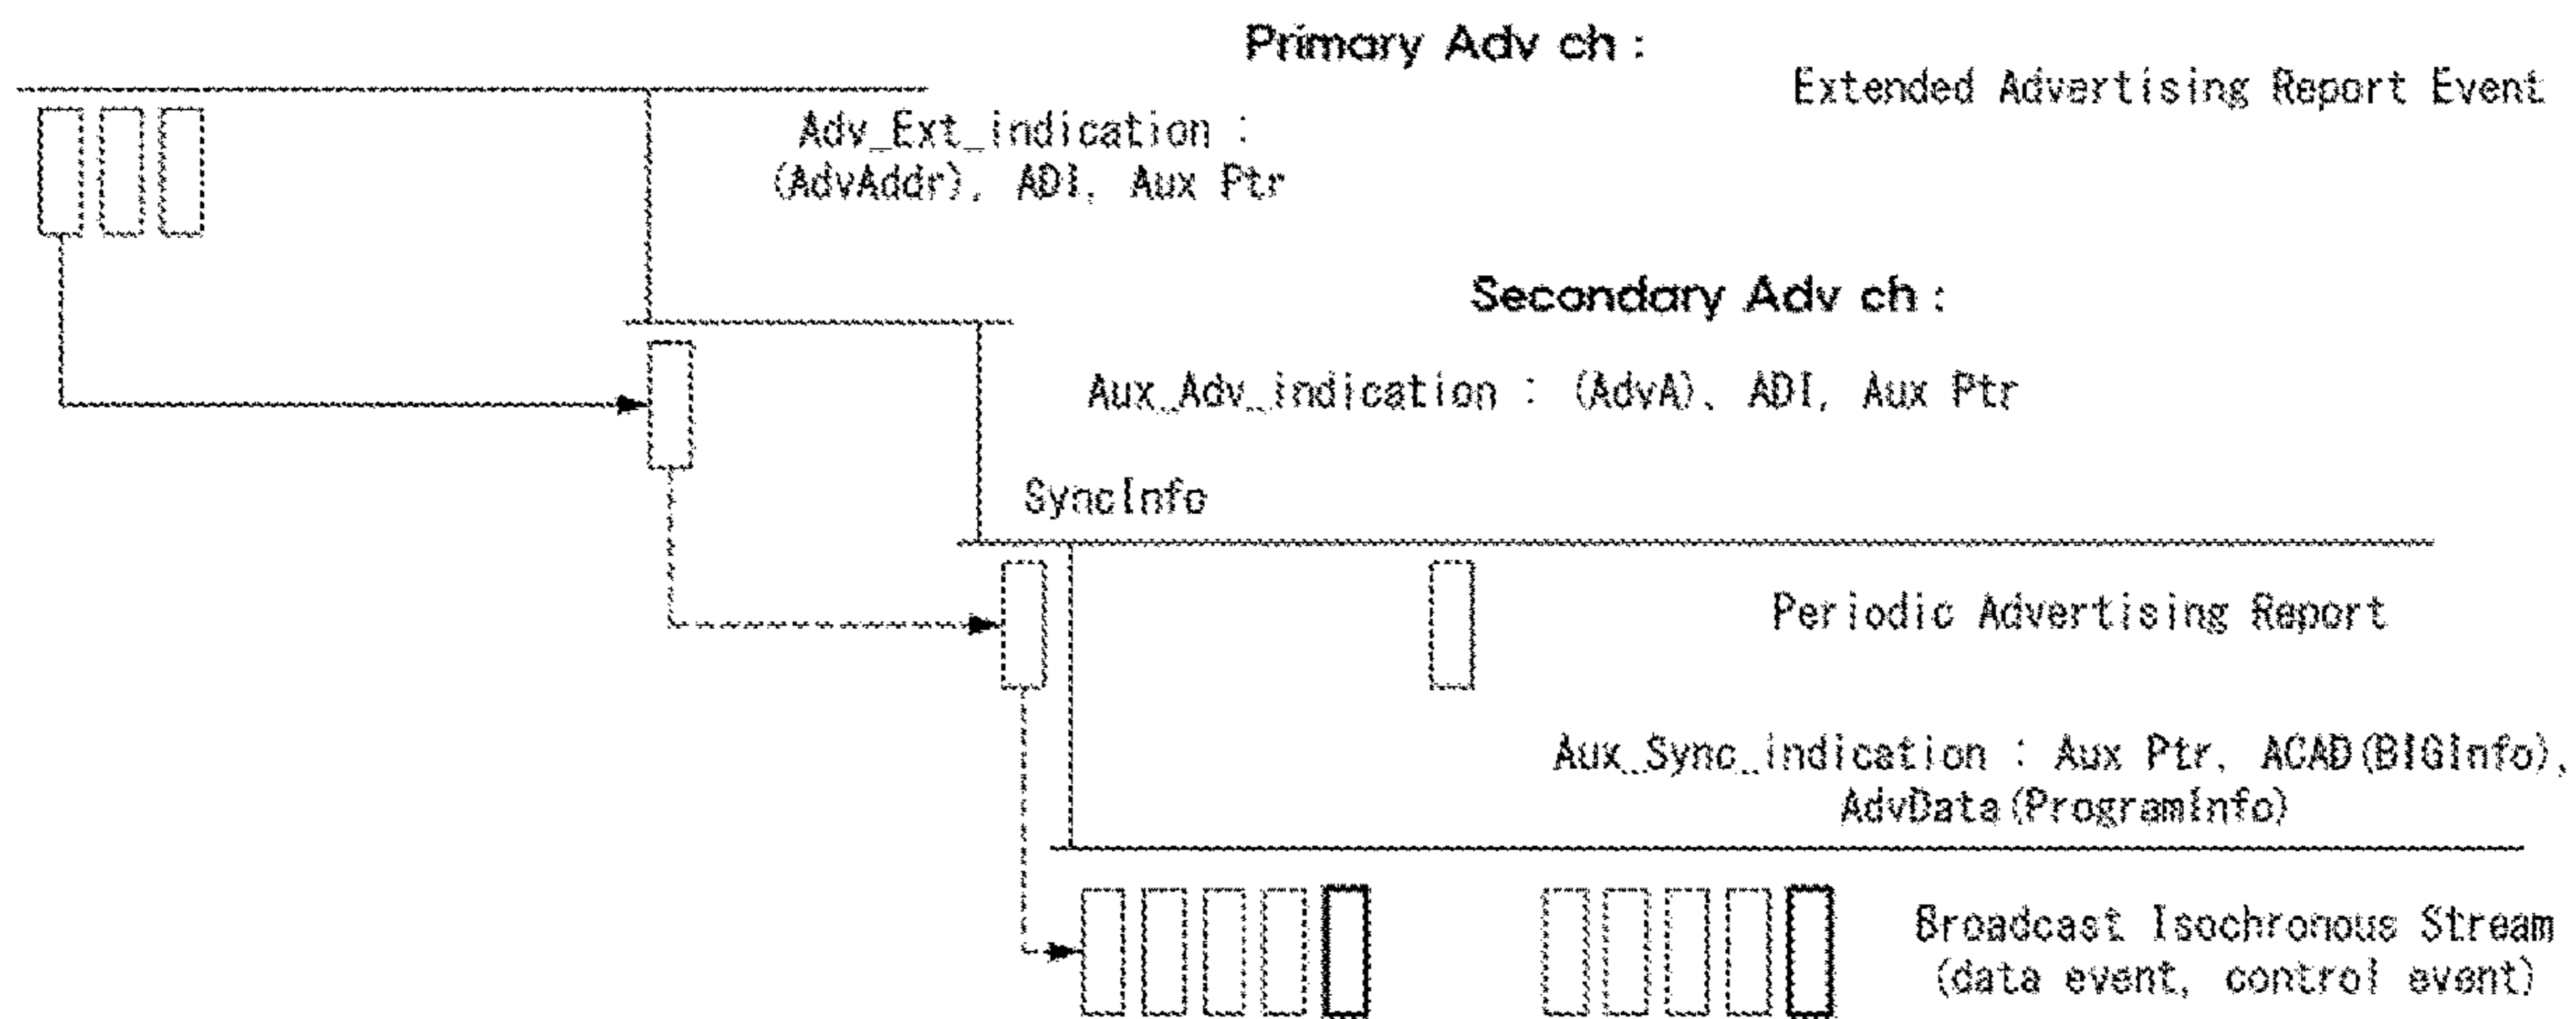 Primary Adv ch :
Extended Advertising Report Event
Adv_Ext_indication :
(AdvAddr), ADI, Aux Ptr
Secondary Adv ch :
Aux_Adv_indication : (AdvA), ADI, Aux Ptr
SyncInfo
Periodic Advertising Report
Aux_Sync_indication : Aux Ptr, ACAD(BIGInfo),
AdvData(ProgramInfo)
Broadcast Isochronous Stream
(data event, control event)